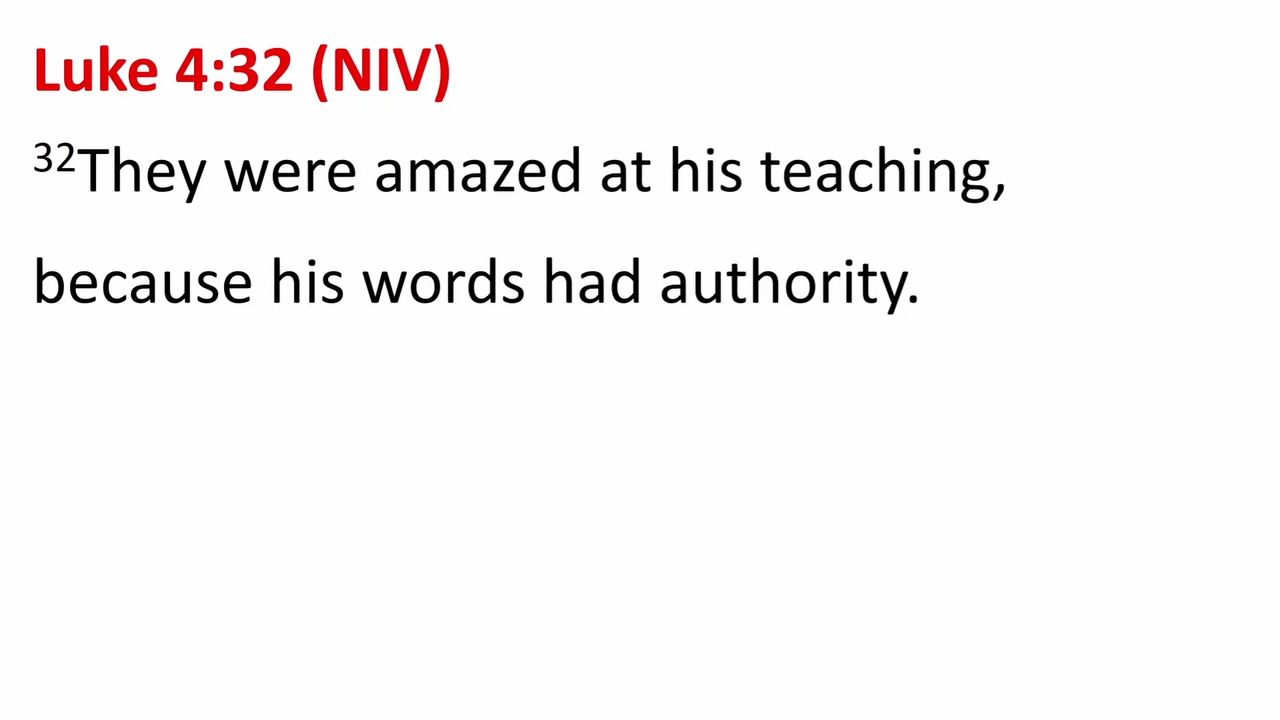 Luke 4:32 (NIV)
³²They were amazed at his teaching,
because his words had authority.